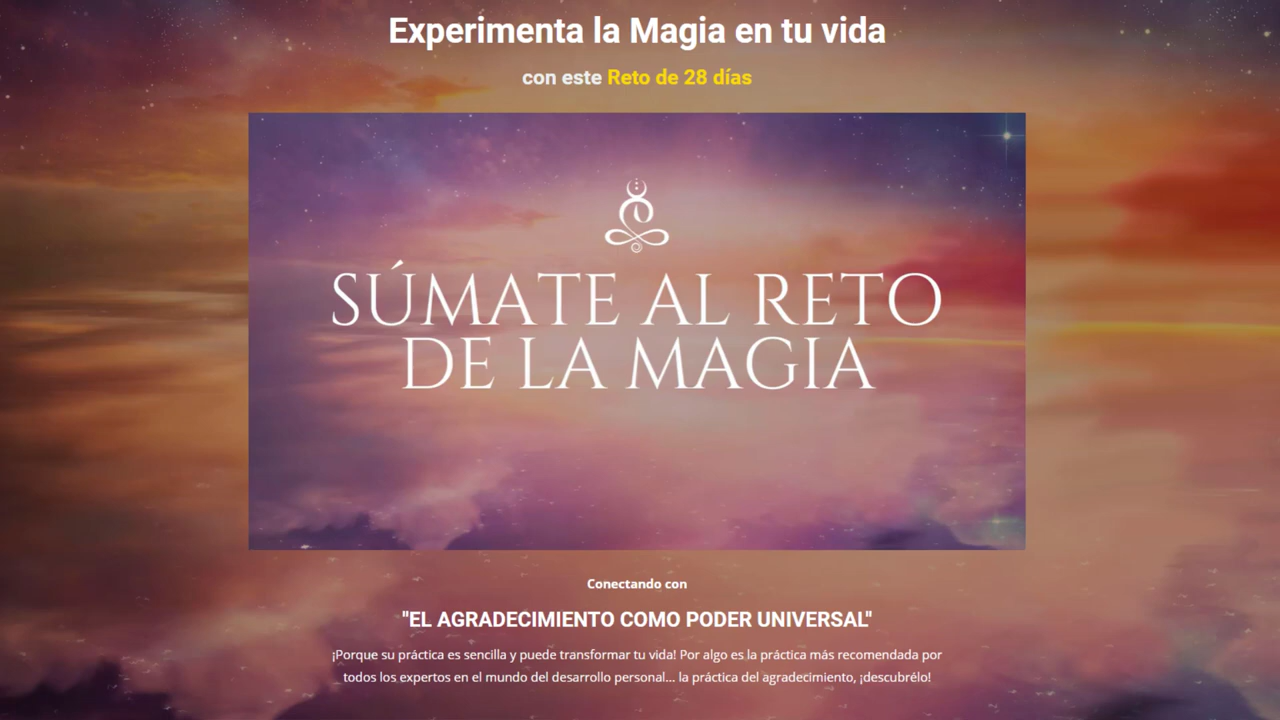 Experimenta la Magia en tu vida
con este Reto de 28 días
SÚMATE AL RETO
DE LA MAGIA
Conectando con
"EL AGRADECIMIENTO COMO PODER UNIVERSAL"
¡Porque su práctica es sencilla y puede transformar tu vida! Por algo es la práctica más recomendada por
todos los expertos en el mundo del desarrollo personal... la práctica del agradecimiento, ¡descubrélo!